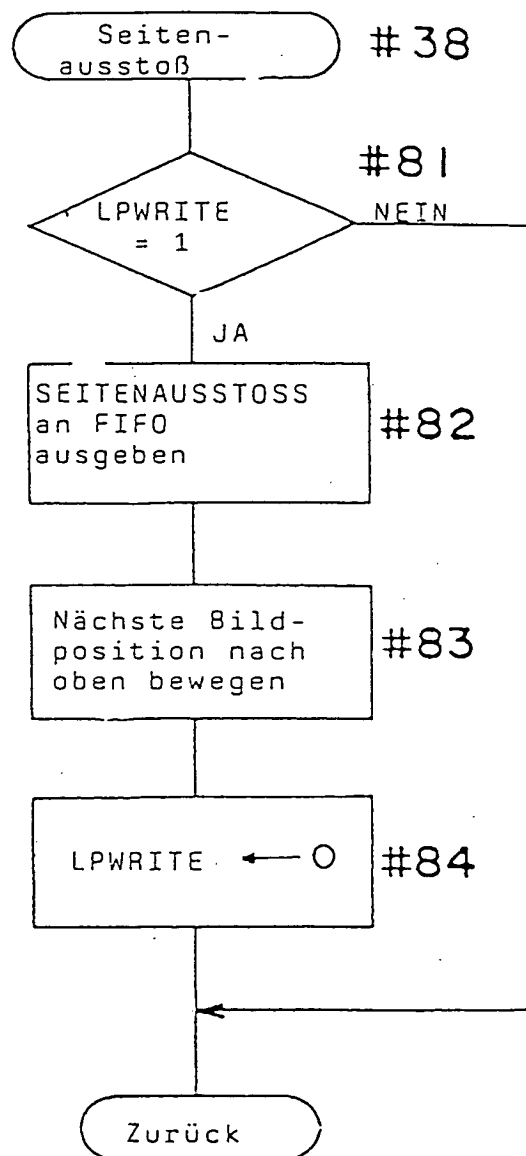 Seiten-
ausstoß
#38
#81
LPWRITE
= 1
NEIN
JA
SEITENAUSSTOSS
an FIFO
ausgeben
#82
Nächste Bild-
position nach
oben bewegen
#83
LPWRITE ← 0
#84
Zurück